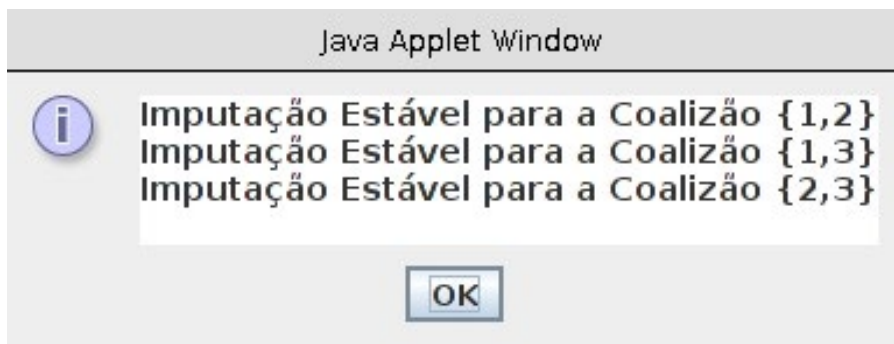 Java Applet Window
i
Imputação Estável para a Coalizão {1,2}
Imputação Estável para a Coalizão {1,3}
Imputação Estável para a Coalizão {2,3}
OK